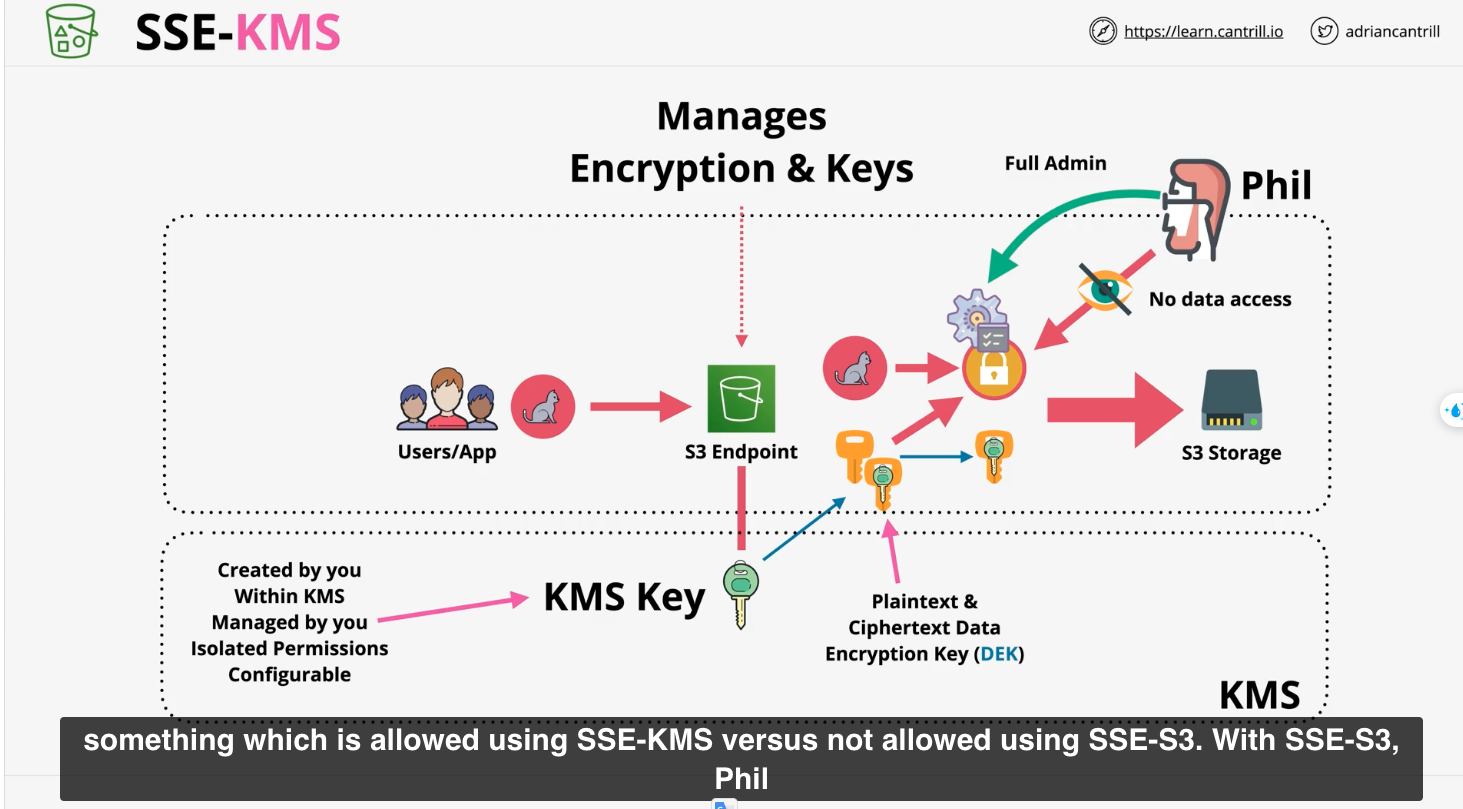 SSE-KMS
https://learn.cantrill.io
adriancantrill
Manages
Encryption & Keys
Full Admin
Phil
No data access
Users/App
S3 Endpoint
S3 Storage
Created by you
Within KMS
Managed by you
Isolated Permissions
Configurable
KMS Key
Plaintext &
Ciphertext Data
Encryption Key (DEK)
KMS
something which is allowed using SSE-KMS versus not allowed using SSE-S3. With SSE-S3,
Phil